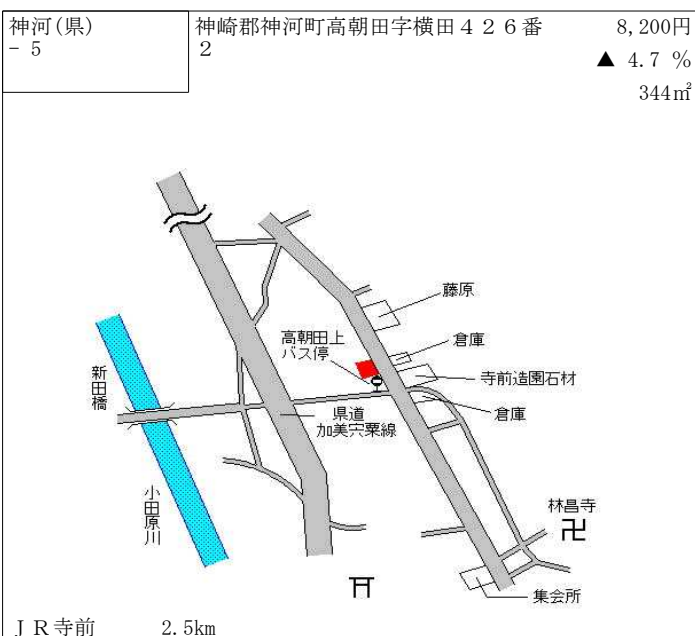 神河(県)
- 5
神崎郡神河町高朝田字横田４２６番
2
8,200円
▲ 4.7 %
344㎡
藤原
高朝田上
バス停
倉庫
寺前造園石材
新田橋
県道
加美宍粟線
倉庫
小田原川
林昌寺
卍
集会所
ＪＲ寺前 2.5km